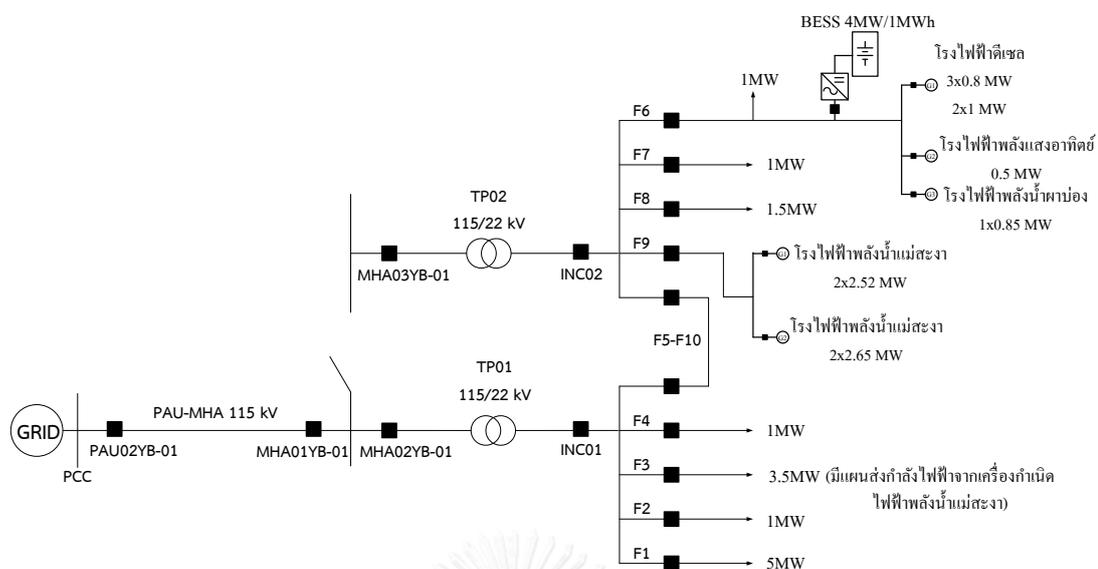 BESS 4MW/1MWh
โรงไฟฟ้าดีเซล
3x0.8 MW
2x1 MW
G1
1MW
F6
G2
โรงไฟฟ้าพลังแสงอาทิตย์
0.5 MW
G3
โรงไฟฟ้าพลังน้ำผาบ่อง
1x0.85 MW
F7
1MW
F8
1.5MW
TP02
115/22 kV
MHA03YB-01
INC02
F9
G1
โรงไฟฟ้าพลังน้ำแม่สะงา
2x2.52 MW
G2
โรงไฟฟ้าพลังน้ำแม่สะงา
2x2.65 MW
F5-F10
TP01
115/22 kV
GRID
PCC
PAU02YB-01
PAU-MHA 115 kV
MHA01YB-01
MHA02YB-01
INC01
F4
1MW
F3
3.5MW (มีแผนส่งกำลังไฟฟ้าจากเครื่องกำเนิด
ไฟฟ้าพลังน้ำแม่สะงา)
F2
1MW
F1
5MW